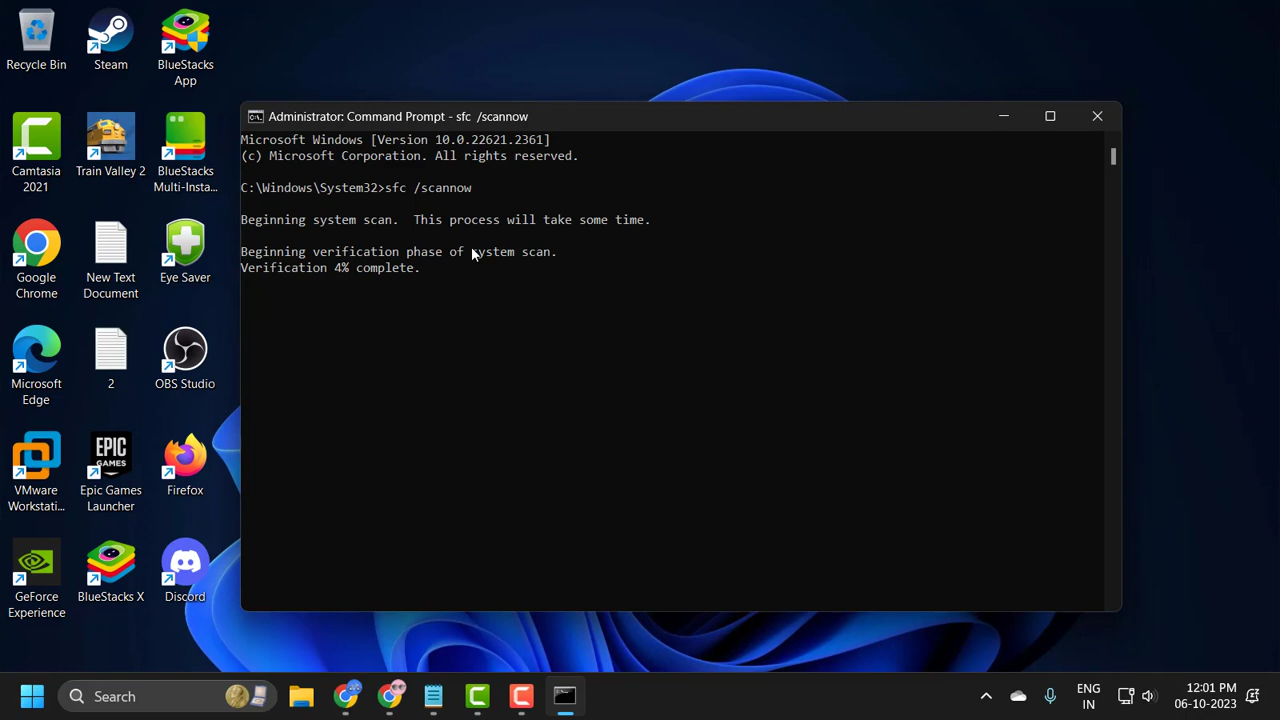 Recycle Bin
Steam
BlueStacks
App
Camtasia
2021
Train Valley 2
BlueStacks
Multi-Insta...
Google
Chrome
New Text
Document
Eye Saver
Microsoft
Edge
2
OBS Studio
VMware
Workstati...
EPIC
GAMES
Epic Games
Launcher
Firefox
GeForce
Experience
BlueStacks X
Discord
Administrator: Command Prompt - sfc  /scannow
Microsoft Windows [Version 10.0.22621.2361]
(c) Microsoft Corporation. All rights reserved.
C:\Windows\System32>sfc /scannow
Beginning system scan.  This process will take some time.
Beginning verification phase of system scan.
Verification 4% complete.
Search
ENG
IN
12:01 PM
06-10-2023